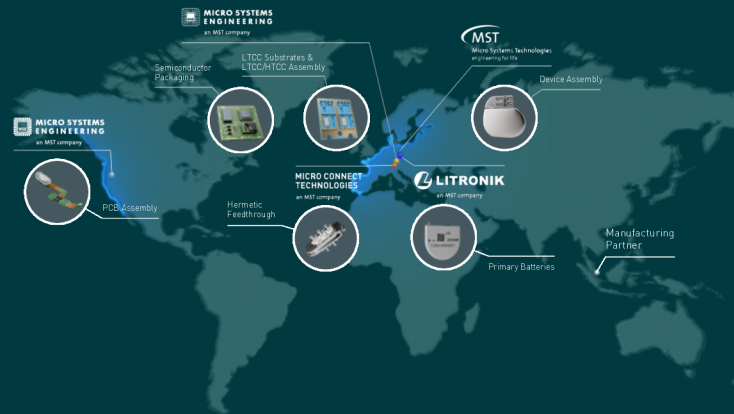 MICRO SYSTEMS
ENGINEERING
an MST company
MST
Micro Systems Technologies
engineering for life
LTCC Substrates &
LTCC/HTCC Assembly
Semiconductor
Packaging
Device Assembly
MICRO SYSTEMS
ENGINEERING
an MST company
MICRO CONNECT
TECHNOLOGIES
an MST company
LITRONIK
an MST company
PCB Assembly
Hermetic
Feedthrough
Primary Batteries
Manufacturing
Partner